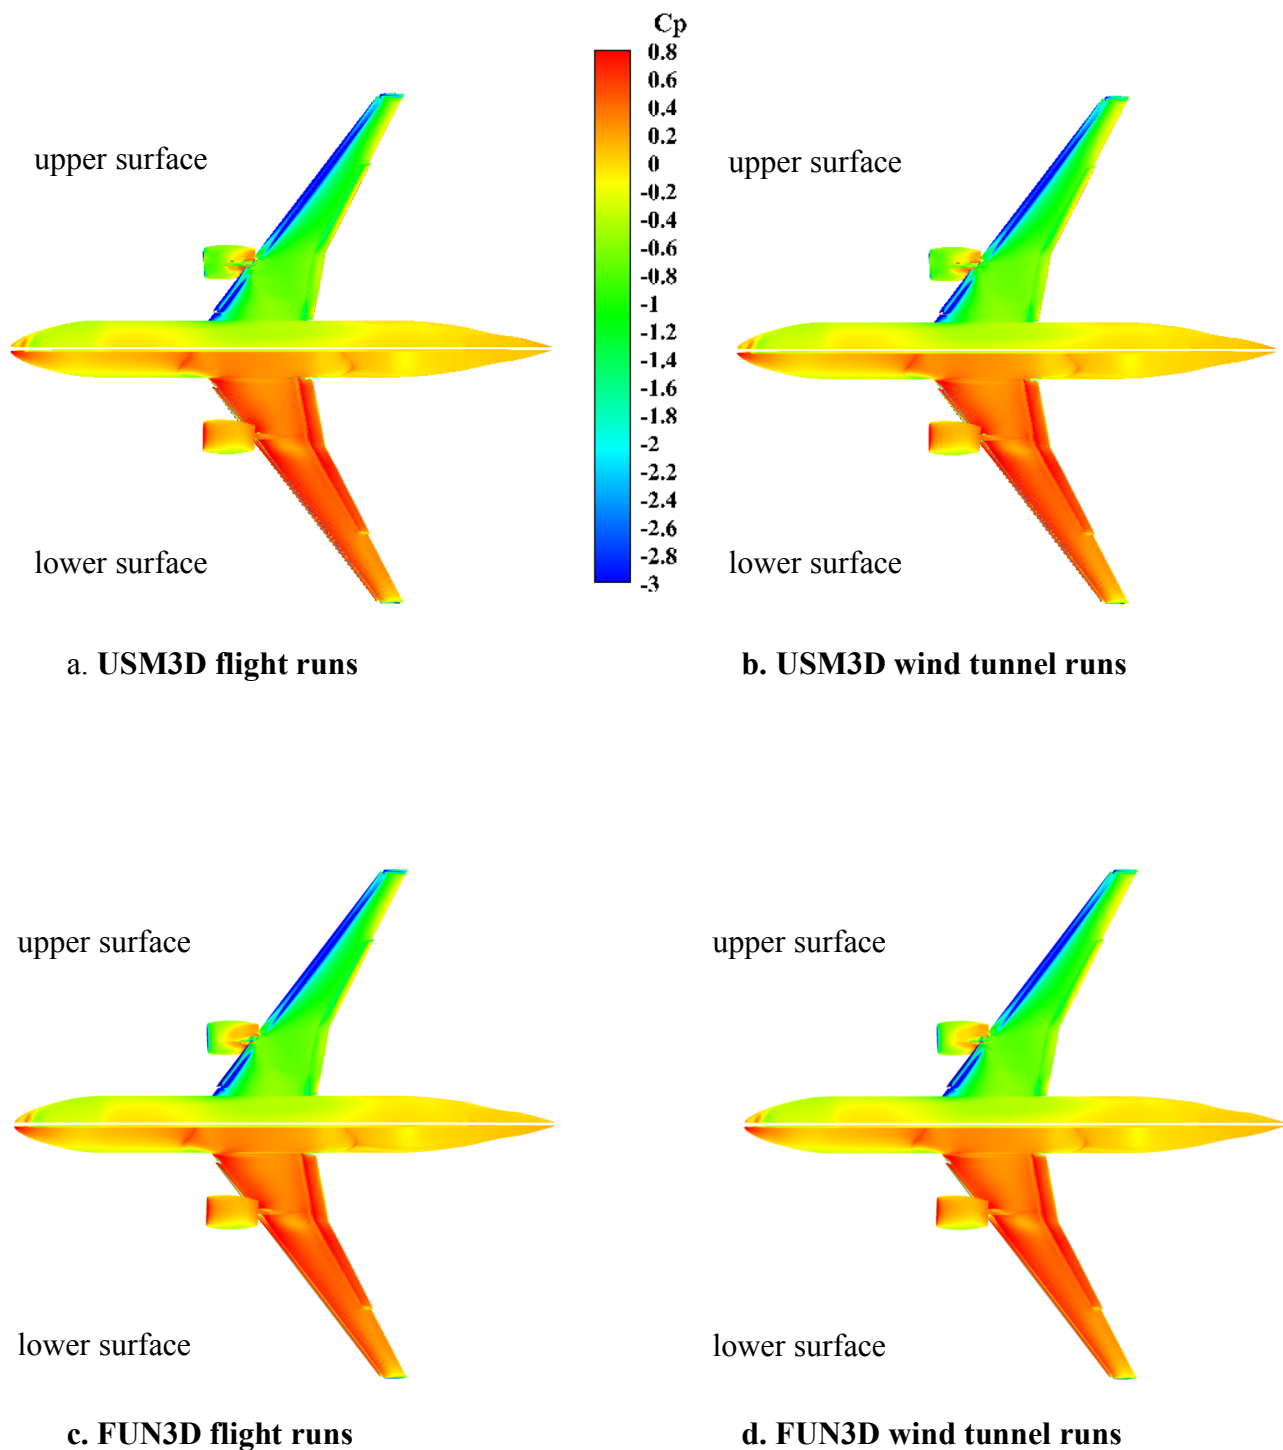 Cp
0.8
0.6
0.4
0.2
0
-0.2
-0.4
-0.6
-0.8
-1
-1.2
-1.4
-1.6
-1.8
-2
-2.2
-2.4
-2.6
-2.8
-3
upper surface
upper surface
lower surface
lower surface
a. USM3D flight runs
b. USM3D wind tunnel runs
upper surface
upper surface
lower surface
lower surface
c. FUN3D flight runs
d. FUN3D wind tunnel runs